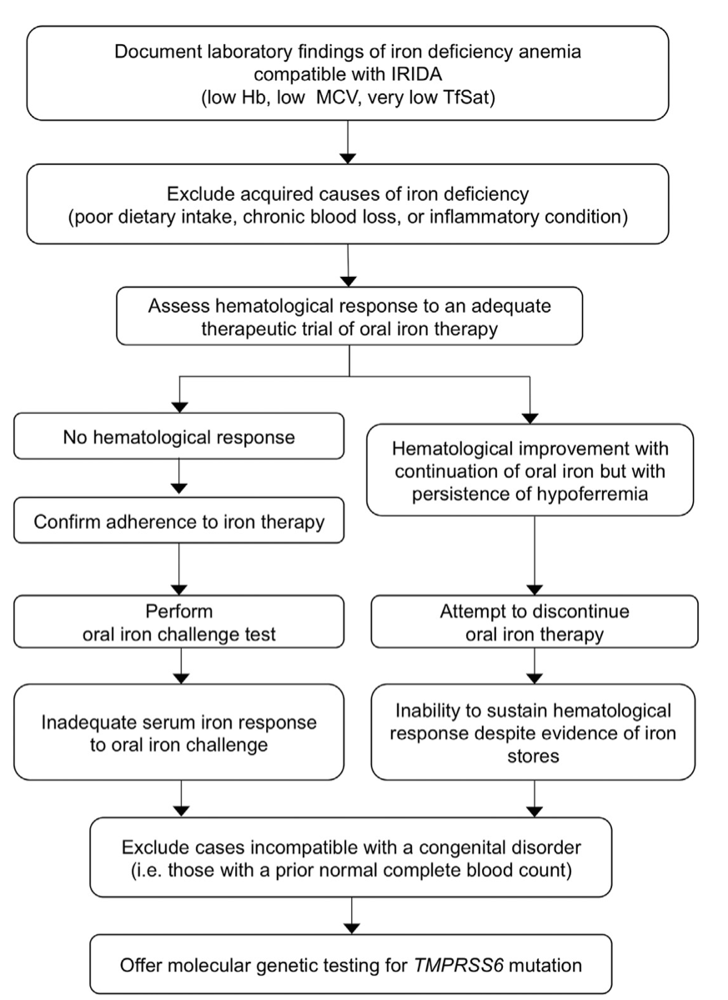 Document laboratory findings of iron deficiency anemia
compatible with IRIDA
(low Hb, low MCV, very low TfSat)
Exclude acquired causes of iron deficiency
(poor dietary intake, chronic blood loss, or inflammatory condition)
Assess hematological response to an adequate
therapeutic trial of oral iron therapy
No hematological response
Confirm adherence to iron therapy
Perform
oral iron challenge test
Inadequate serum iron response
to oral iron challenge
Hematological improvement with
continuation of oral iron but with
persistence of hypoferremia
Attempt to discontinue
oral iron therapy
Inability to sustain hematological
response despite evidence of iron
stores
Exclude cases incompatible with a congenital disorder
(i.e. those with a prior normal complete blood count)
Offer molecular genetic testing for TMPRSS6 mutation